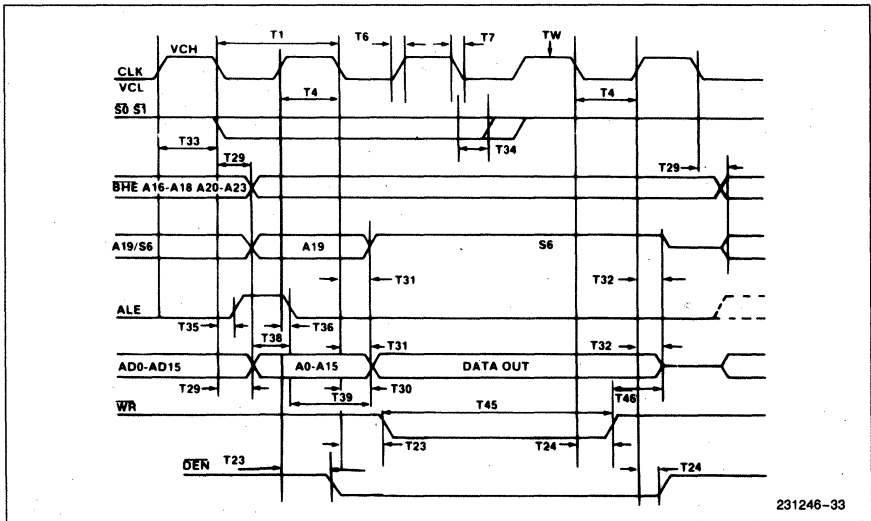 VCH
T1
T6
T7
TW
CLK
VCL
T4
T4
S0 S1
T33
T34
T29
T29
BHE A16-A18 A20-A23
A19/S6
A19
S6
T31
T32
ALE
T35
T36
T38
T31
T32
AD0-AD15
A0-A15
DATA OUT
T29
T39
T30
T46
WR
T45
T23
T24
DEN
T23
T24
231246-33